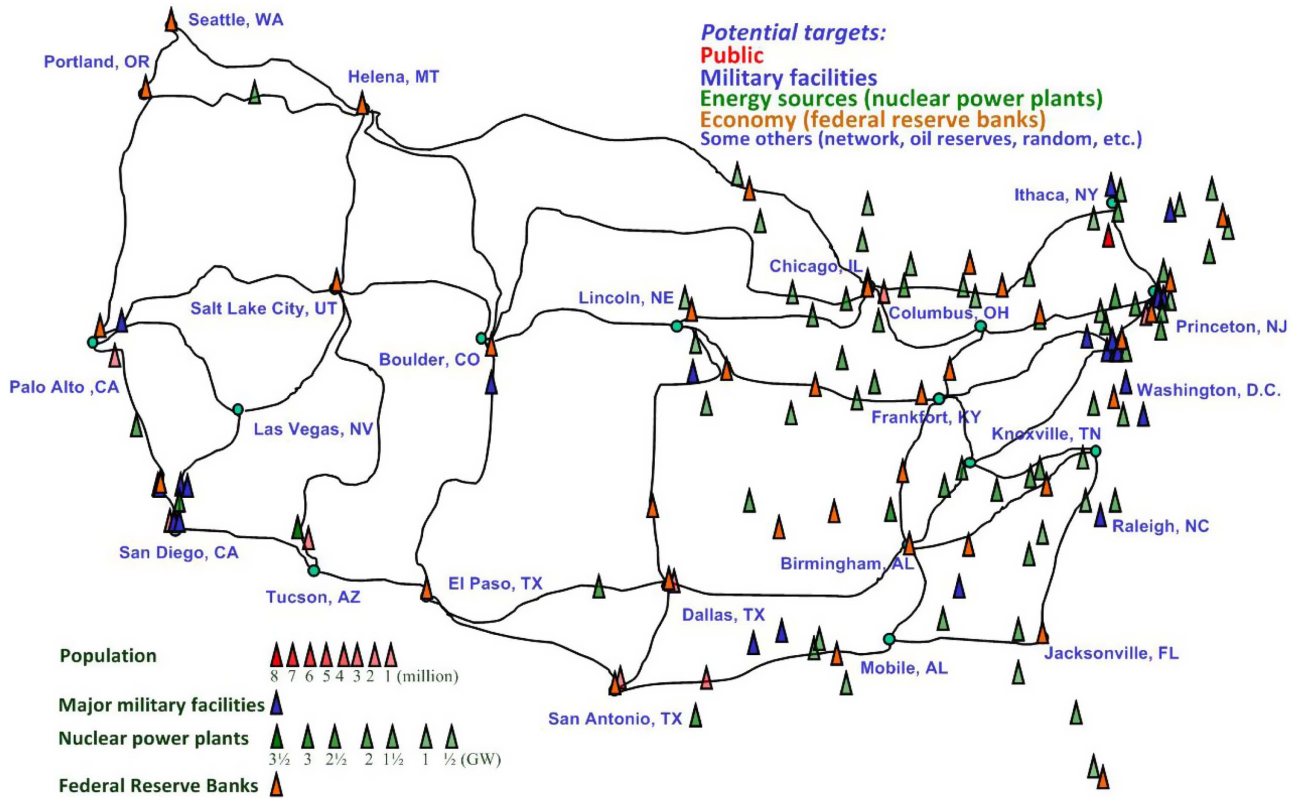 Seattle, WA
Potential targets:
Public
Military facilities
Energy sources (nuclear power plants)
Economy (federal reserve banks)
Some others (network, oil reserves, random, etc.)
Portland, OR
Helena, MT
Ithaca, NY
Chicago, IL
Salt Lake City, UT
Lincoln, NE
Columbus, OH
Princeton, NJ
Boulder, CO
Palo Alto ,CA
Washington, D.C.
Las Vegas, NV
Frankfort, KY
Knoxville, TN
Raleigh, NC
San Diego, CA
Birmingham, AL
El Paso, TX
Tucson, AZ
Dallas, TX
Mobile, AL
Jacksonville, FL
San Antonio, TX
Population
8 7 6 5 4 3 2 1 (million)
Major military facilities
Nuclear power plants
3½ 3 2½ 2 1½ 1 ½ (GW)
Federal Reserve Banks